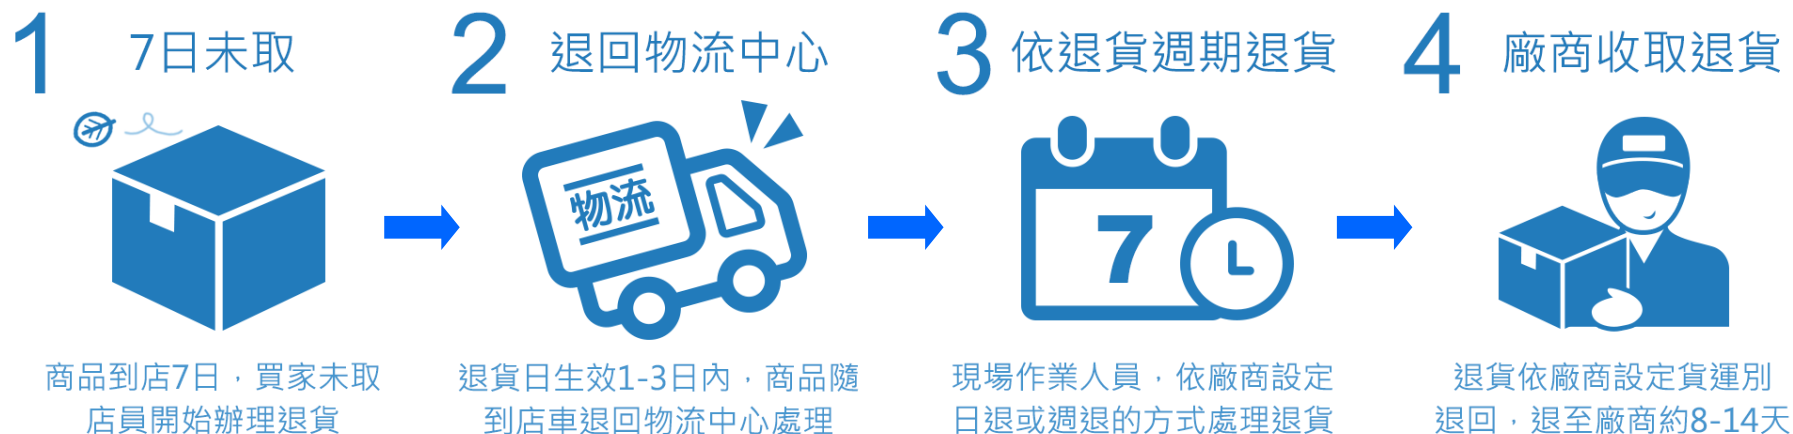 1 7日未取
物流
商品到店7日，買家未取
店員開始辦理退貨
2 退回物流中心
退貨日生效1-3日內，商品隨
到店車退回物流中心處理
3 依退貨週期退貨
7
現場作業人員，依廠商設定
日退或週退的方式處理退貨
4 廠商收取退貨
退貨依廠商設定貨運別
退回，退至廠商約8-14天